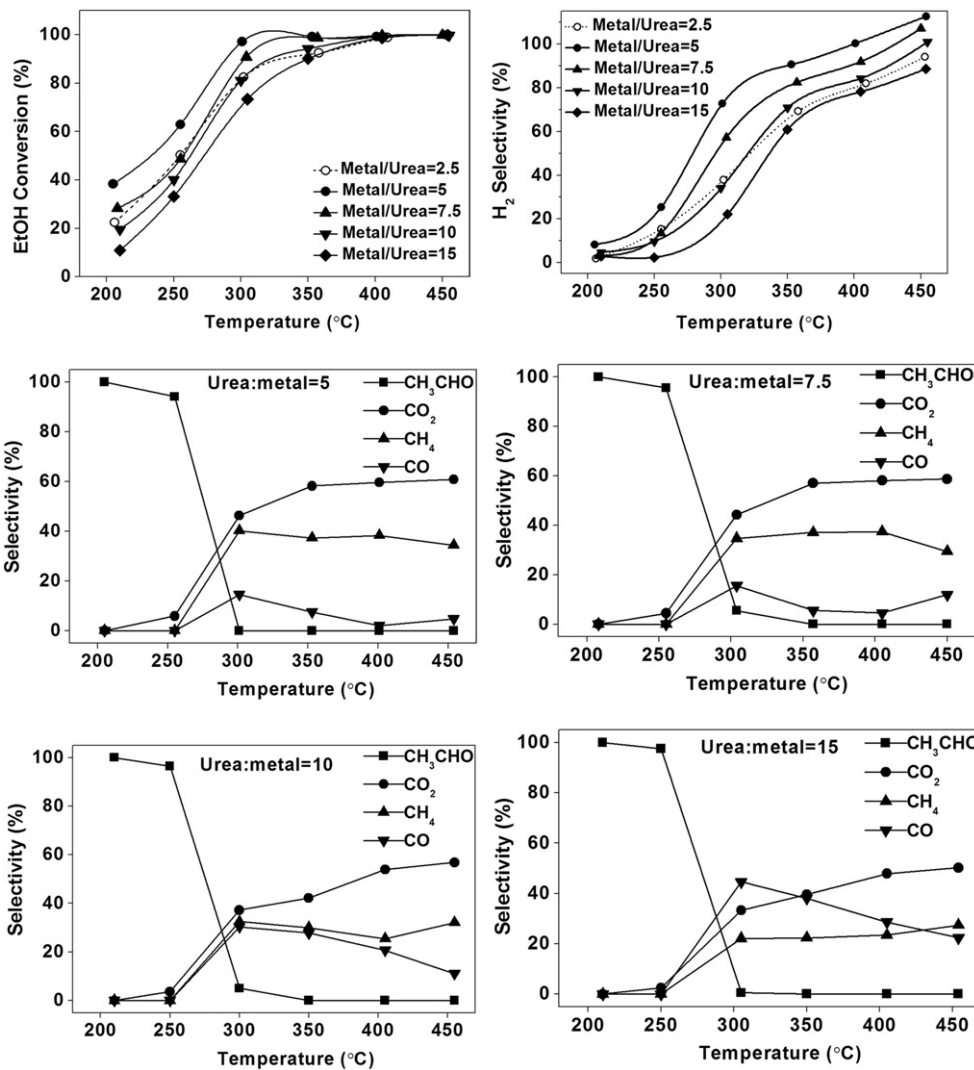 EtOH Conversion (%)
100
80
60
40
20
0
Metal/Urea=2.5
Metal/Urea=5
Metal/Urea=7.5
Metal/Urea=10
Metal/Urea=15
200 250 300 350 400 450
Temperature (°C)
H₂ Selectivity (%)
100
80
60
40
20
0
Metal/Urea=2.5
Metal/Urea=5
Metal/Urea=7.5
Metal/Urea=10
Metal/Urea=15
200 250 300 350 400 450
Temperature (°C)
Selectivity (%)
100
80
60
40
20
0
Urea:metal=5
CH₃CHO
CO₂
CH₄
CO
200 250 300 350 400 450
Temperature (°C)
Selectivity (%)
100
80
60
40
20
0
Urea:metal=7.5
CH₃CHO
CO₂
CH₄
CO
200 250 300 350 400 450
Temperature (°C)
Selectivity (%)
100
80
60
40
20
0
Urea:metal=10
CH₃CHO
CO₂
CH₄
CO
200 250 300 350 400 450
Temperature (°C)
Selectivity (%)
100
80
60
40
20
0
Urea:metal=15
CH₃CHO
CO₂
CH₄
CO
200 250 300 350 400 450
Temperature (°C)